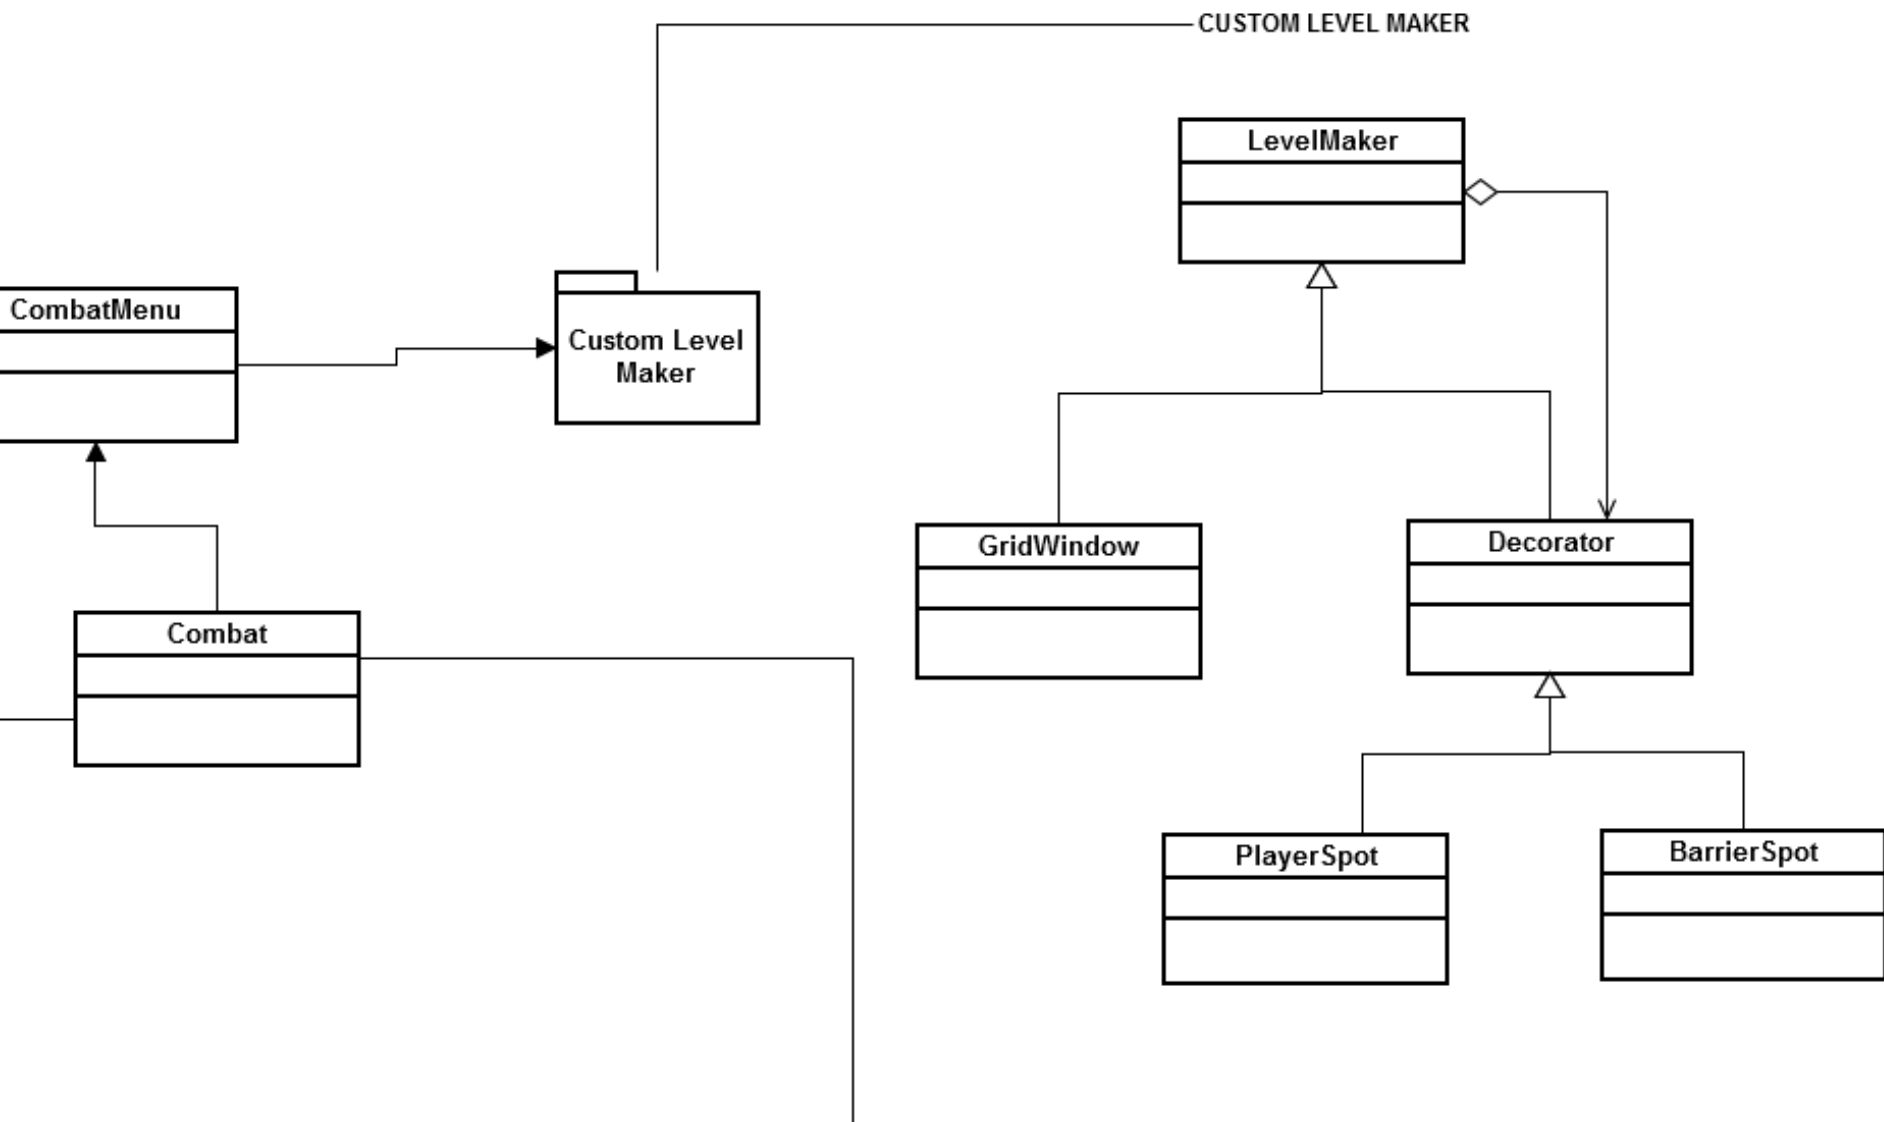 CUSTOM LEVEL MAKER
LevelMaker
CombatMenu
Custom Level
Maker
GridWindow
Decorator
Combat
PlayerSpot
BarrierSpot